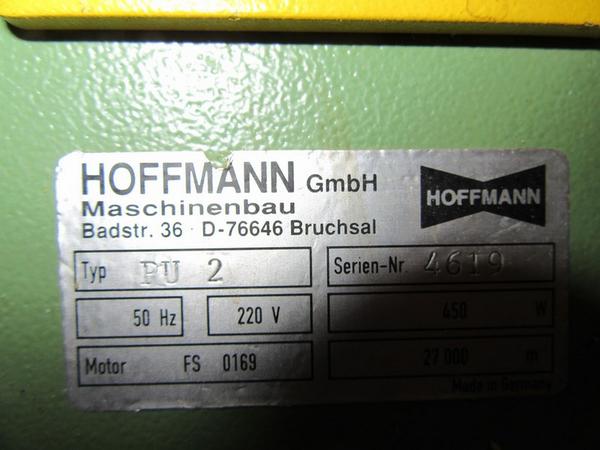 HOFFMANN GmbH
Maschinenbau
Badstr. 36 · D-76646 Bruchsal
HOFFMANN
Typ PU 2
Serien-Nr. 4619
50 Hz 220 V 450 W
Motor FS 0169 27 000 m
Made in Germany